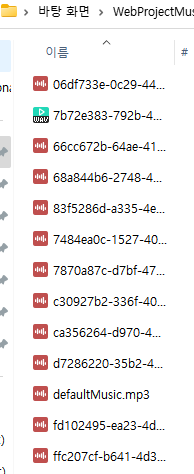 바탕 화면 > WebProjectMus
이름
#
06df733e-0c29-44...
7b72e383-792b-4...
66cc672b-64ae-41...
68a844b6-2748-4...
83f5286d-a335-4e...
7484ea0c-1527-40...
7870a87c-d7bf-47...
c30927b2-336f-40...
ca356264-d970-4...
d7286220-35b2-4...
defaultMusic.mp3
fd102495-ea23-4d...
ffc207cf-b641-4d3...